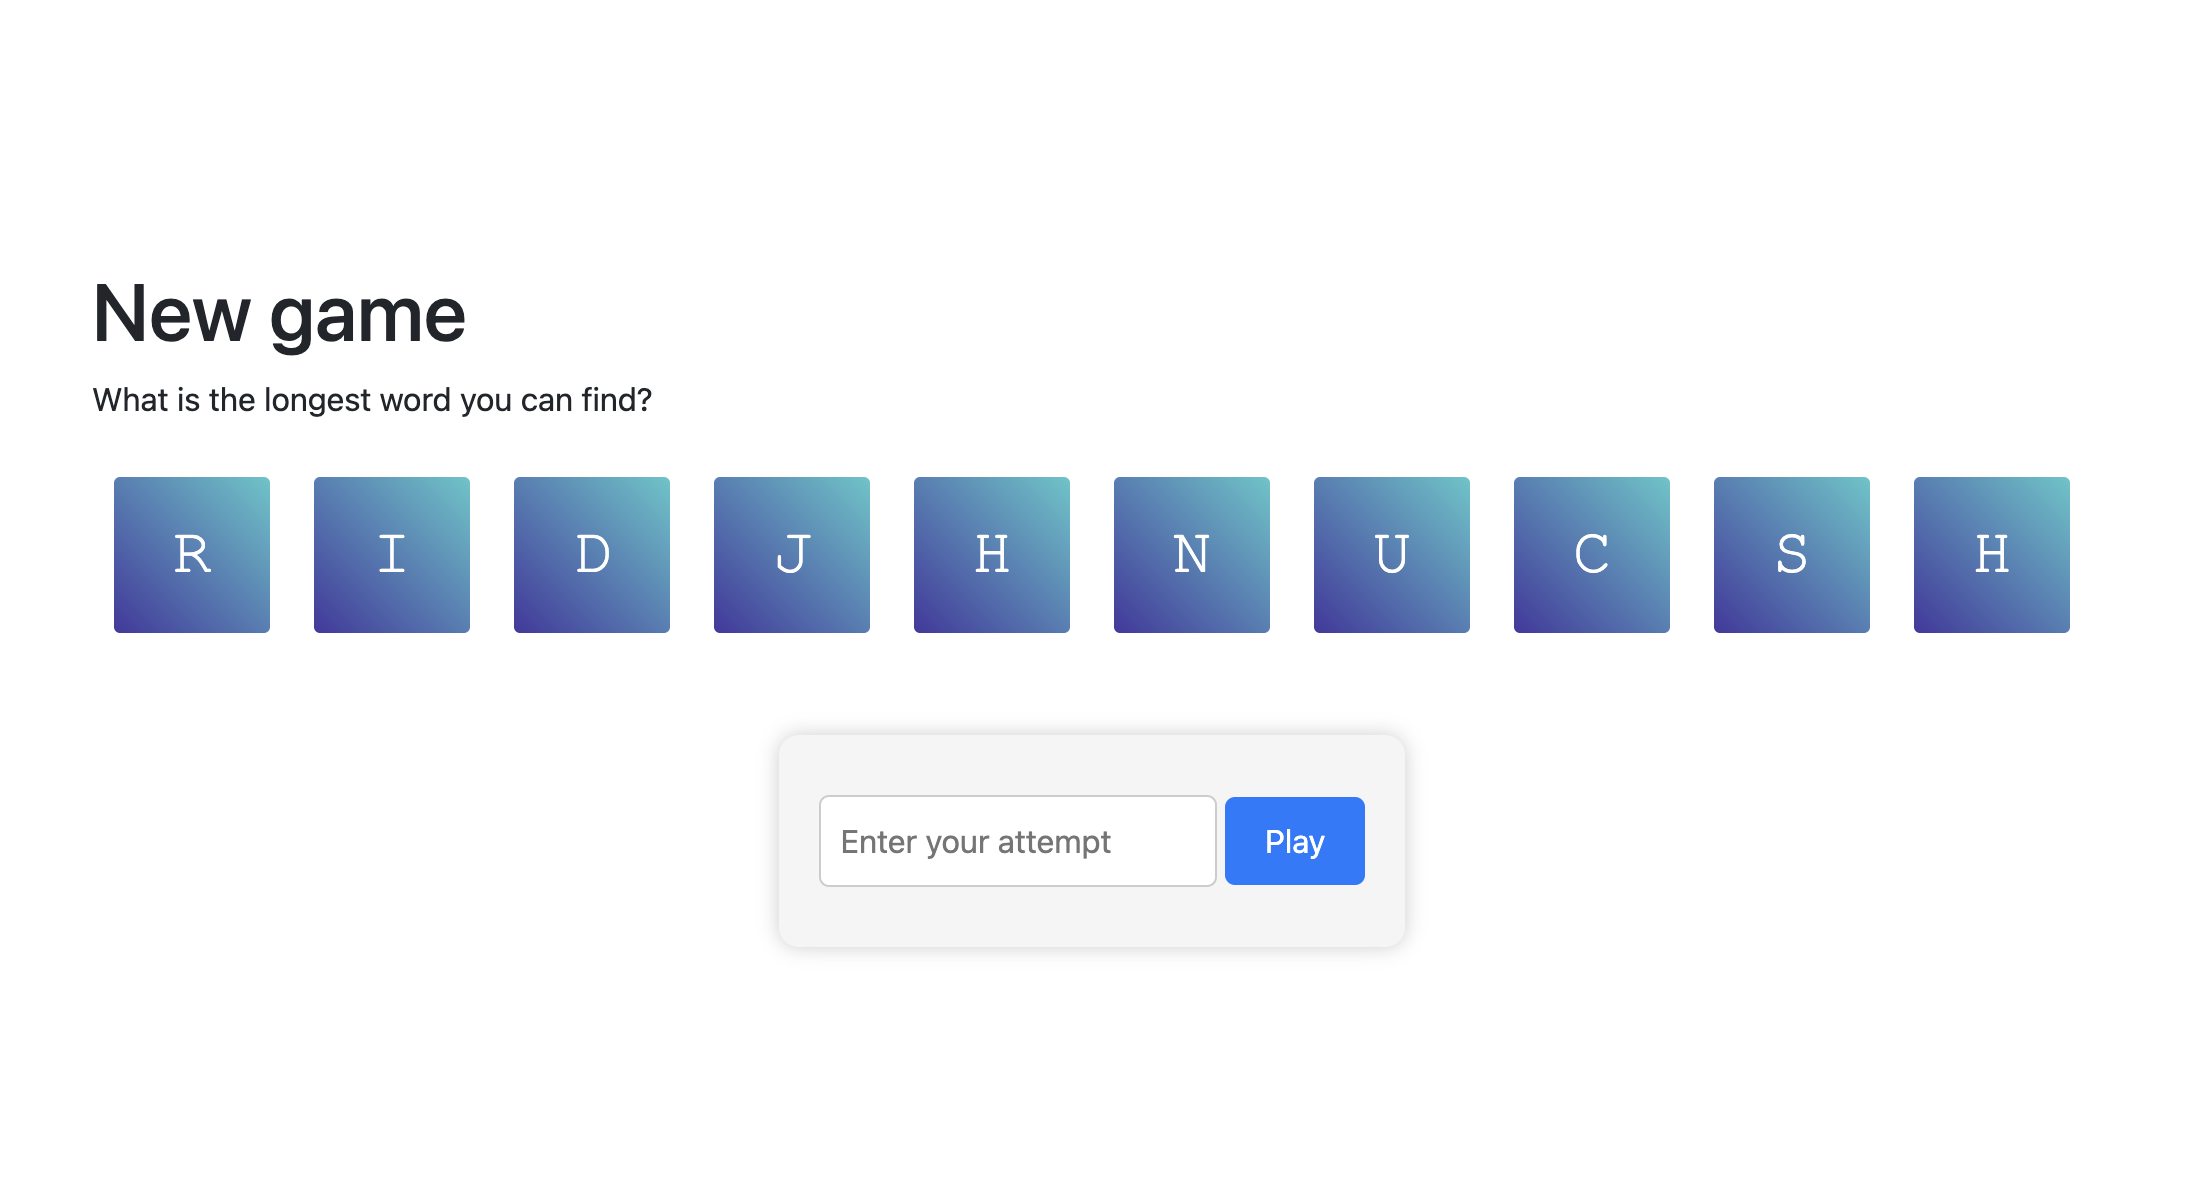 New game
What is the longest word you can find?
R I D J H N U C S H
Enter your attempt Play